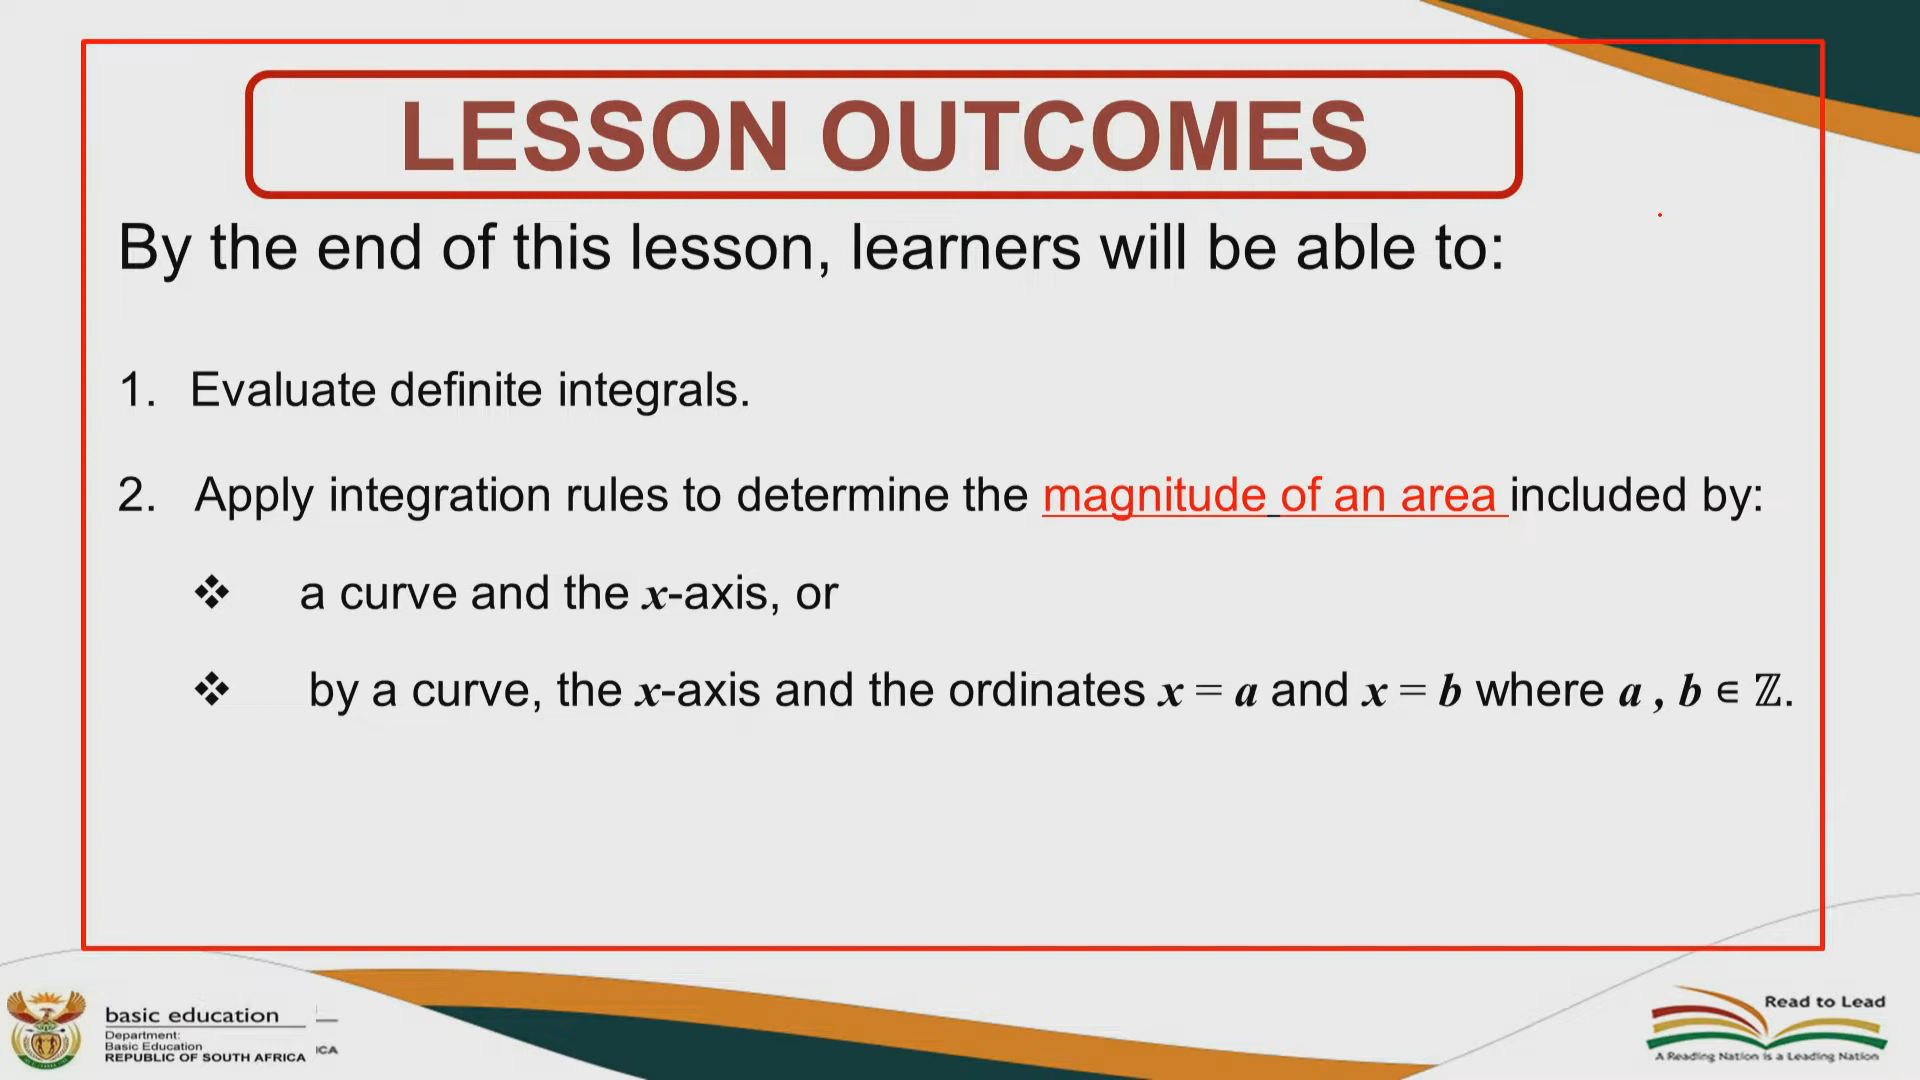 LESSON OUTCOMES
By the end of this lesson, learners will be able to:
1. Evaluate definite integrals.
2. Apply integration rules to determine the magnitude of an area included by:
❖ a curve and the x-axis, or
❖ by a curve, the x-axis and the ordinates x = a and x = b where a , b ∈ ℤ.
basic education
Department:
Basic Education
REPUBLIC OF SOUTH AFRICA
ICA
Read to Lead
A Reading Nation is a Leading Nation